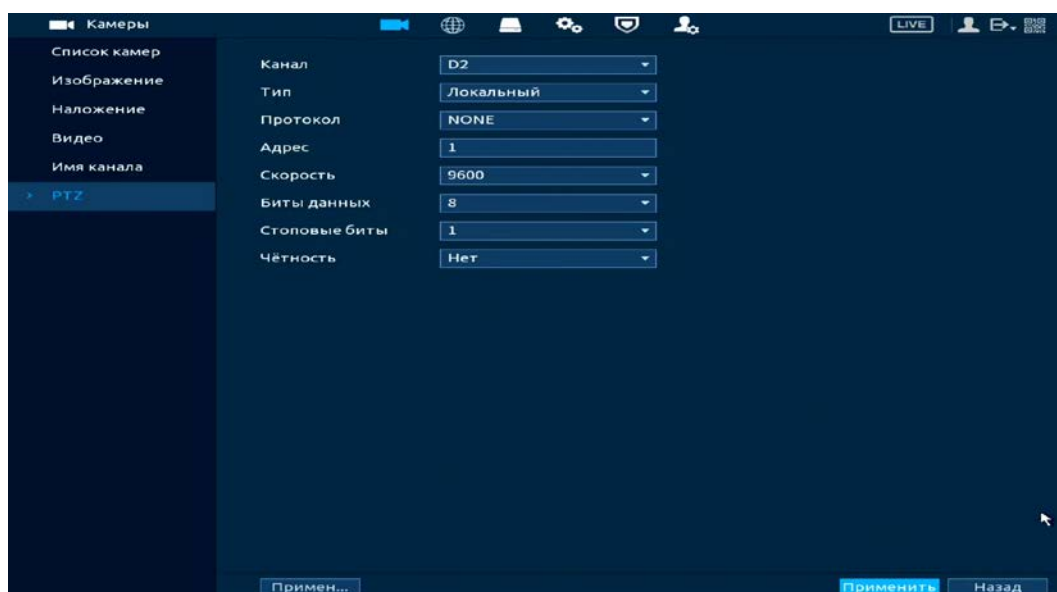 Камеры
LIVE
Список камер
Изображение
Наложение
Видео
Имя канала
PTZ
Канал D2
Тип Локальный
Протокол NONE
Адрес 1
Скорость 9600
Биты данных 8
Стоповые биты 1
Чётность Нет
Примен... Применить Назад